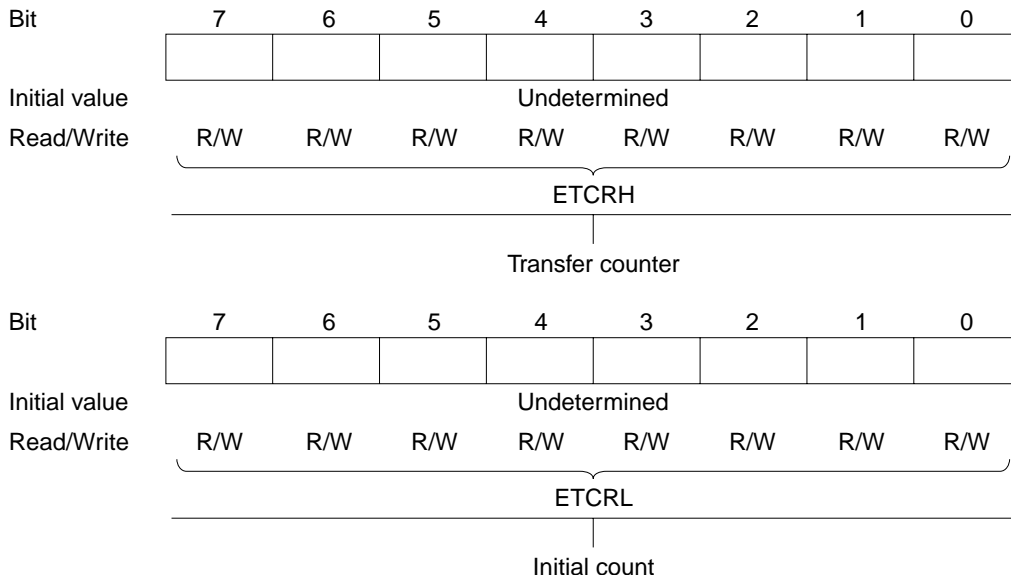 Bit 7 6 5 4 3 2 1 0
Initial value Undetermined
Read/Write R/W R/W R/W R/W R/W R/W R/W R/W
ETCRH
Transfer counter
Bit 7 6 5 4 3 2 1 0
Initial value Undetermined
Read/Write R/W R/W R/W R/W R/W R/W R/W R/W
ETCRL
Initial count